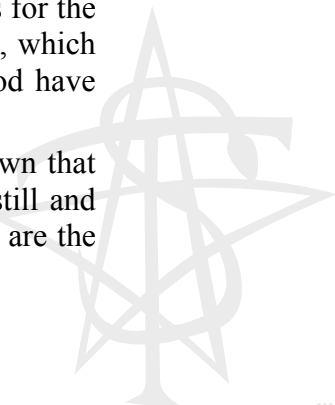 s for the
, which
od have
wn that
still and
are the